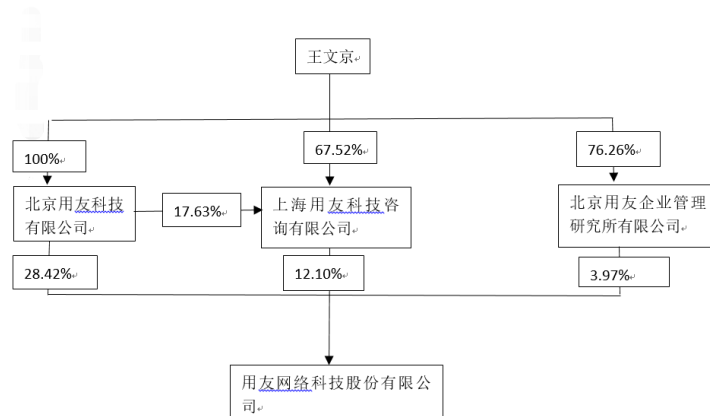 王文京
100%
67.52%
76.26%
北京用友科技
有限公司
17.63%
上海用友科技咨
询有限公司
北京用友企业管理
研究所有限公司
28.42%
12.10%
3.97%
用友网络科技股份有限公
司